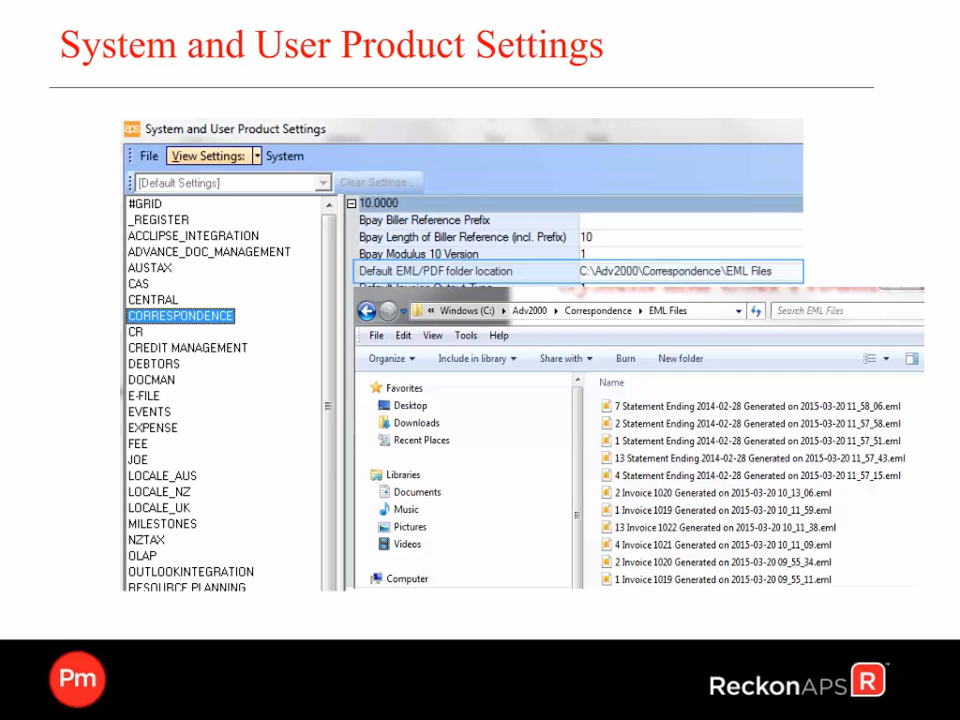 System and User Product Settings
aps System and User Product Settings
File View Settings: System
[Default Settings] Clear Settings...
#GRID
_REGISTER
ACCLIPSE_INTEGRATION
ADVANCE_DOC_MANAGEMENT
AUSTAX
CAS
CENTRAL
CORRESPONDENCE
CR
CREDIT MANAGEMENT
DEBTORS
DOCMAN
E-FILE
EVENTS
EXPENSE
FEE
JOE
LOCALE_AUS
LOCALE_NZ
LOCALE_UK
MILESTONES
NZTAX
OLAP
OUTLOOKINTEGRATION
RESOURCE PLANNING
10.0000
Bpay Biller Reference Prefix
Bpay Length of Biller Reference (incl. Prefix) 10
Bpay Modulus 10 Version 1
Default EML/PDF folder location C:\Adv2000\Correspondence\EML Files
Default Invoice Output Type 1
« Windows (C:) Adv2000 Correspondence EML Files Search EML Files
File Edit View Tools Help
Organize Include in library Share with Burn New folder
Favorites
Desktop
Downloads
Recent Places
Libraries
Documents
Music
Pictures
Videos
Computer
Name
7 Statement Ending 2014-02-28 Generated on 2015-03-20 11_58_06.eml
2 Statement Ending 2014-02-28 Generated on 2015-03-20 11_57_58.eml
1 Statement Ending 2014-02-28 Generated on 2015-03-20 11_57_51.eml
13 Statement Ending 2014-02-28 Generated on 2015-03-20 11_57_43.eml
4 Statement Ending 2014-02-28 Generated on 2015-03-20 11_57_15.eml
2 Invoice 1020 Generated on 2015-03-20 10_13_06.eml
1 Invoice 1019 Generated on 2015-03-20 10_11_59.eml
13 Invoice 1022 Generated on 2015-03-20 10_11_38.eml
4 Invoice 1021 Generated on 2015-03-20 10_11_09.eml
2 Invoice 1020 Generated on 2015-03-20 09_55_34.eml
1 Invoice 1019 Generated on 2015-03-20 09_55_11.eml
Pm
ReckonAPS R